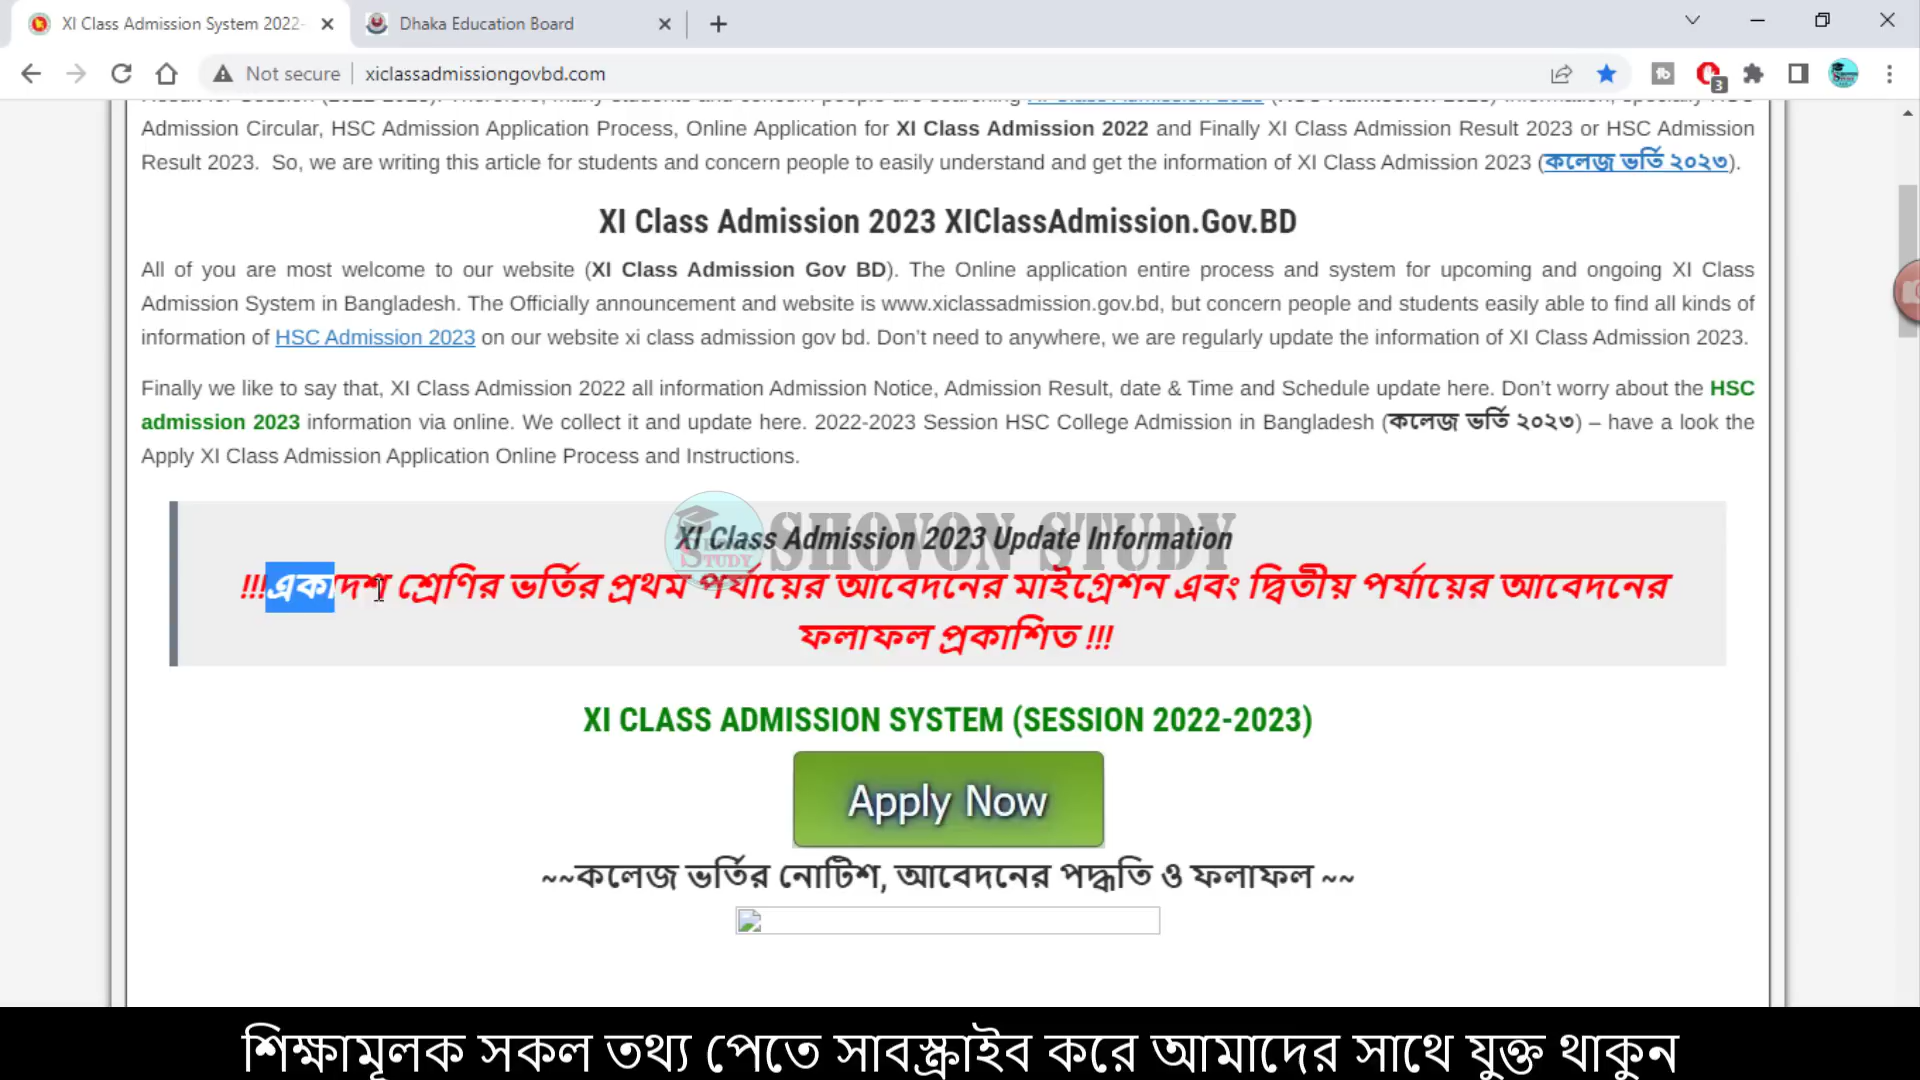 XI Class Admission System 2022-
Dhaka Education Board
Not secure
xiclassadmissiongovbd.com
3
Admission Circular, HSC Admission Application Process, Online Application for XI Class Admission 2022 and Finally XI Class Admission Result 2023 or HSC Admission
Result 2023. So, we are writing this article for students and concern people to easily understand and get the information of XI Class Admission 2023 (কলেজ ভর্তি ২০২৩).
XI Class Admission 2023 XIClassAdmission.Gov.BD
All of you are most welcome to our website (XI Class Admission Gov BD). The Online application entire process and system for upcoming and ongoing XI Class
Admission System in Bangladesh. The Officially announcement and website is www.xiclassadmission.gov.bd, but concern people and students easily able to find all kinds of
information of HSC Admission 2023 on our website xi class admission gov bd. Don’t need to anywhere, we are regularly update the information of XI Class Admission 2023.
Finally we like to say that, XI Class Admission 2022 all information Admission Notice, Admission Result, date & Time and Schedule update here. Don’t worry about the HSC
admission 2023 information via online. We collect it and update here. 2022-2023 Session HSC College Admission in Bangladesh (কলেজ ভর্তি ২০২৩) – have a look the
Apply XI Class Admission Application Online Process and Instructions.
SHOVON STUDY
XI Class Admission 2023 Update Information
!!!একাদশ শ্রেণির ভর্তির প্রথম পর্যায়ের আবেদনের মাইগ্রেশন এবং দ্বিতীয় পর্যায়ের আবেদনের
ফলাফল প্রকাশিত !!!
XI CLASS ADMISSION SYSTEM (SESSION 2022-2023)
Apply Now
~~কলেজ ভর্তির নোটিশ, আবেদনের পদ্ধতি ও ফলাফল ~~
শিক্ষামূলক সকল তথ্য পেতে সাবস্ক্রাইব করে আমাদের সাথে যুক্ত থাকুন